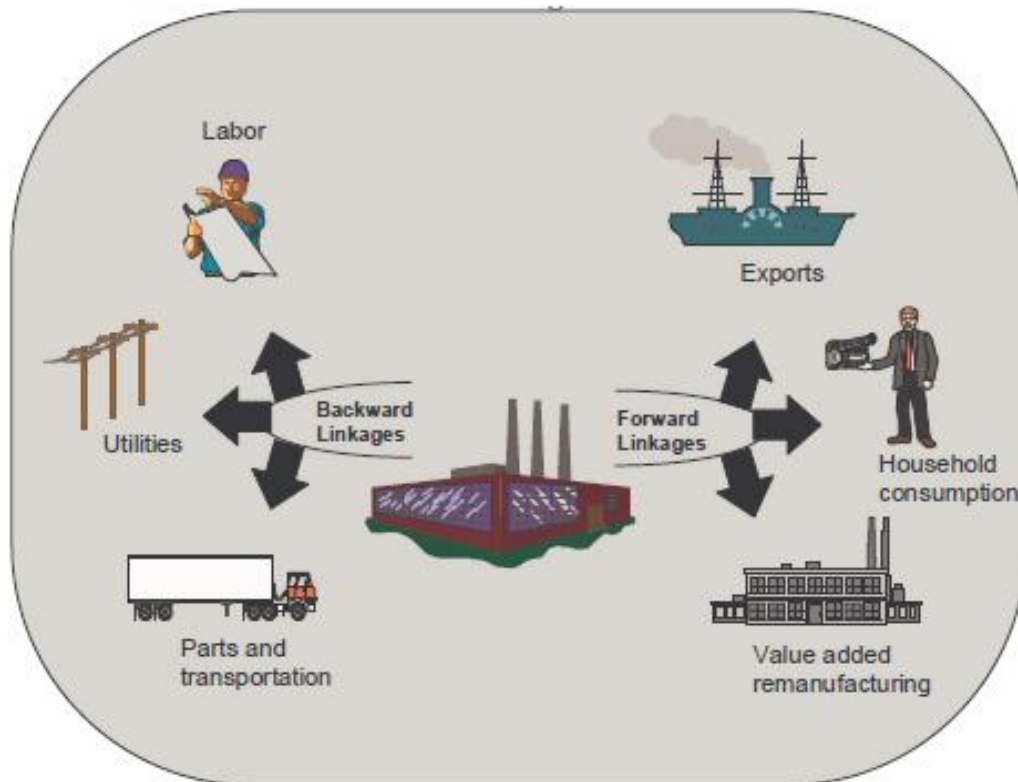 Labor
Exports
Utilities
Backward
Linkages
Forward
Linkages
Household
consumption
Parts and
transportation
Value added
remanufacturing